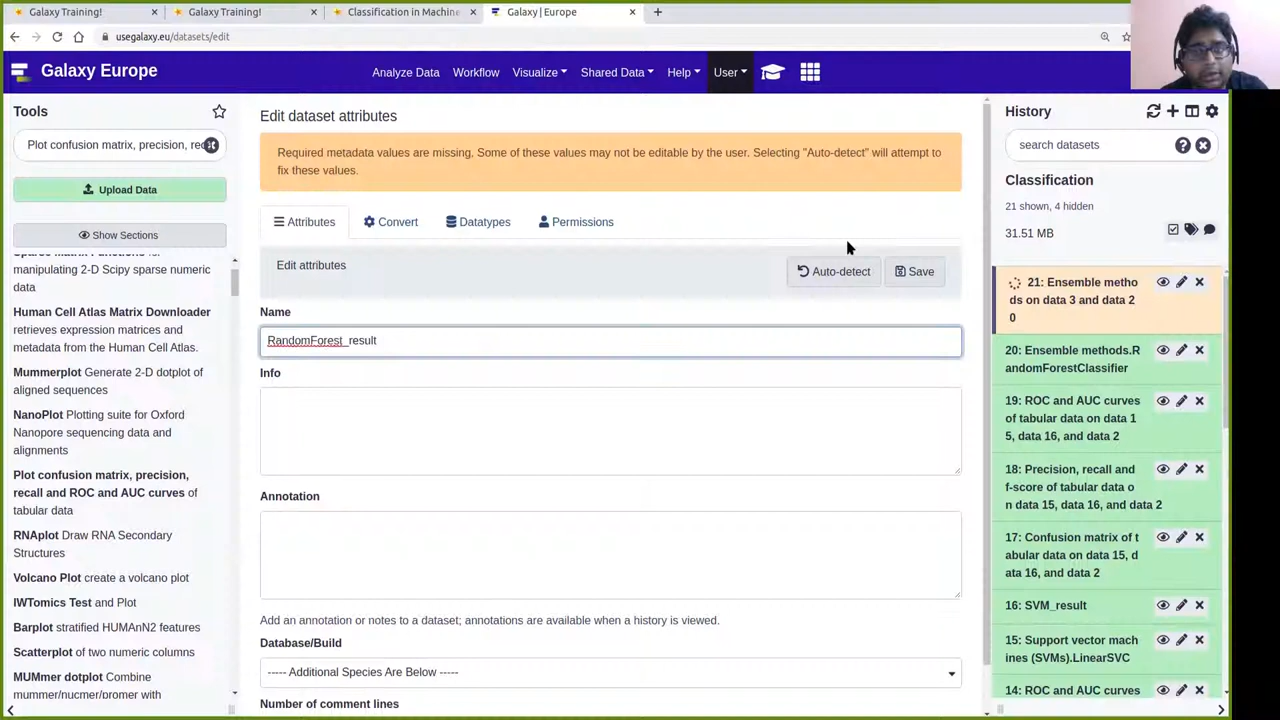 Galaxy Training!
Galaxy Training!
Classification in Machine
Galaxy | Europe
usegalaxy.eu/datasets/edit
Galaxy Europe
Analyze Data
Workflow
Visualize
Shared Data
Help
User
Tools
Plot confusion matrix, precision, rec
Upload Data
Show Sections
manipulating 2-D Scipy sparse numeric
data
Human Cell Atlas Matrix Downloader
retrieves expression matrices and
metadata from the Human Cell Atlas.
Mummerplot Generate 2-D dotplot of
aligned sequences
NanoPlot Plotting suite for Oxford
Nanopore sequencing data and
alignments
Plot confusion matrix, precision,
recall and ROC and AUC curves of
tabular data
RNAplot Draw RNA Secondary
Structures
Volcano Plot create a volcano plot
IWTomics Test and Plot
Barplot stratified HUMAnN2 features
Scatterplot of two numeric columns
MUMmer dotplot Combine
mummer/nucmer/promer with
Edit dataset attributes
Required metadata values are missing. Some of these values may not be editable by the user. Selecting "Auto-detect" will attempt to
fix these values.
Attributes
Convert
Datatypes
Permissions
Edit attributes
Auto-detect
Save
Name
RandomForest_result
Info
Annotation
Add an annotation or notes to a dataset; annotations are available when a history is viewed.
Database/Build
----- Additional Species Are Below -----
Number of comment lines
History
search datasets
Classification
21 shown, 4 hidden
31.51 MB
21: Ensemble metho
ds on data 3 and data 2
0
20: Ensemble methods.R
andomForestClassifier
19: ROC and AUC curves
of tabular data on data 1
5, data 16, and data 2
18: Precision, recall and
f-score of tabular data o
n data 15, data 16, and data 2
17: Confusion matrix of t
abular data on data 15, d
ata 16, and data 2
16: SVM_result
15: Support vector mach
ines (SVMs).LinearSVC
14: ROC and AUC curves